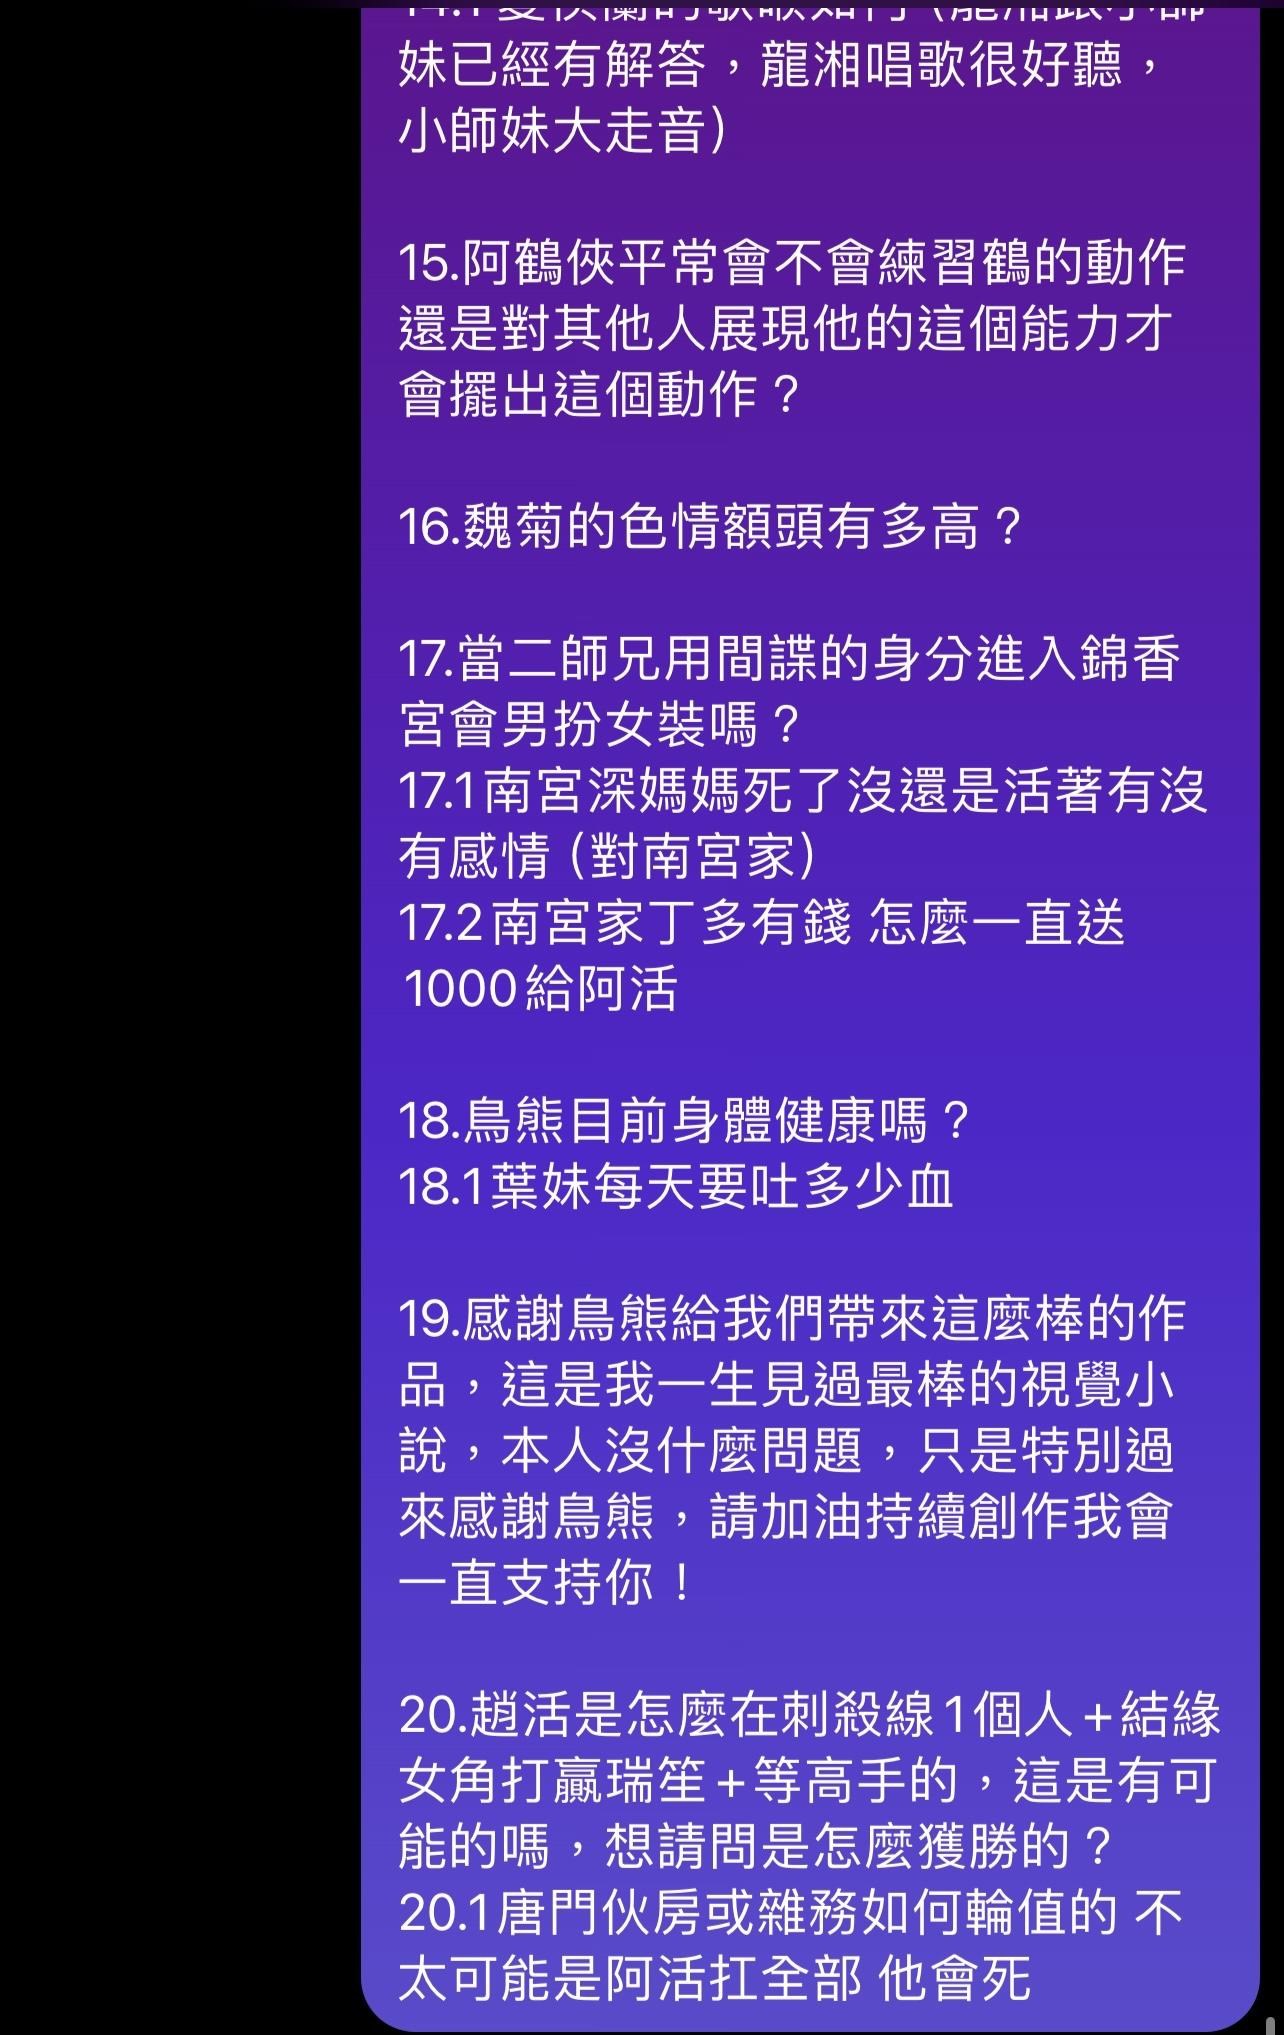 妹已經有解答，龍湘唱歌很好聽，
小師妹大走音）
15.阿鶴俠平常會不會練習鶴的動作
還是對其他人展現他的這個能力才
會擺出這個動作？
16.魏菊的色情額頭有多高？
17.當二師兄用間諜的身分進入錦香
宮會男扮女裝嗎？
17.1南宮深媽媽死了沒還是活著有沒
有感情（對南宮家）
17.2南宮家丁多有錢 怎麼一直送
1000給阿活
18.鳥熊目前身體健康嗎？
18.1葉妹每天要吐多少血
19.感謝鳥熊給我們帶來這麼棒的作
品，這是我一生見過最棒的視覺小
說，本人沒什麼問題，只是特別過
來感謝鳥熊，請加油持續創作我會
一直支持你！
20.趙活是怎麼在刺殺線1個人+結緣
女角打贏瑞笙+等高手的，這是有可
能的嗎，想請問是怎麼獲勝的？
20.1唐門伙房或雜務如何輪值的 不
太可能是阿活扛全部 他會死